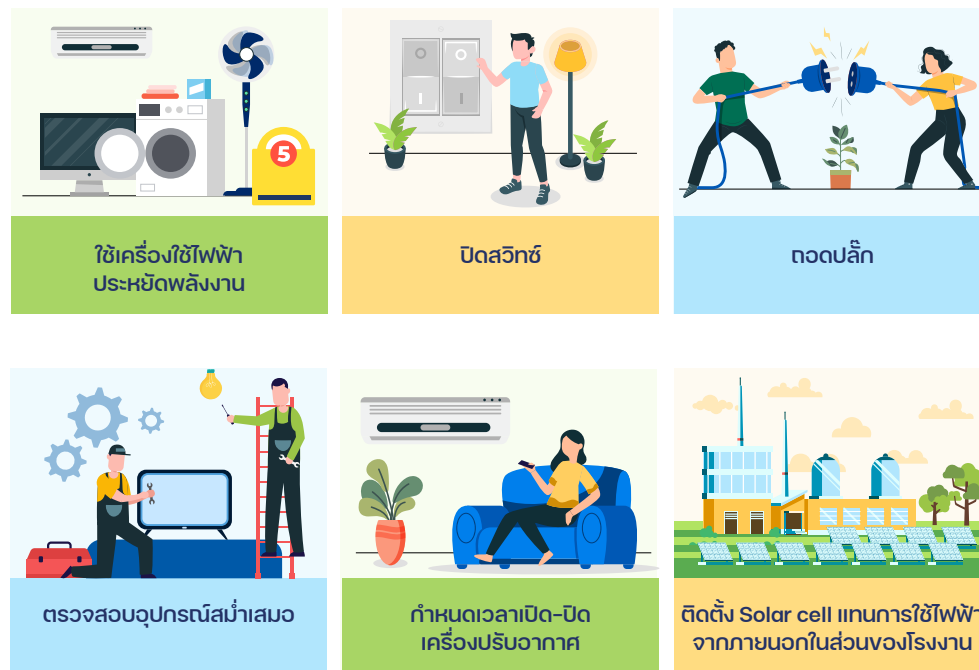 5
ใช้เครื่องใช้ไฟฟ้า
ประหยัดพลังงาน
ปิดสวิทซ์
ถอดปลั๊ก
ตรวจสอบอุปกรณ์สม่ำเสมอ
กำหนดเวลาเปิด-ปิด
เครื่องปรับอากาศ
ติดตั้ง Solar cell แทนการใช้ไฟฟ้า
จากภายนอกในส่วนของโรงงาน